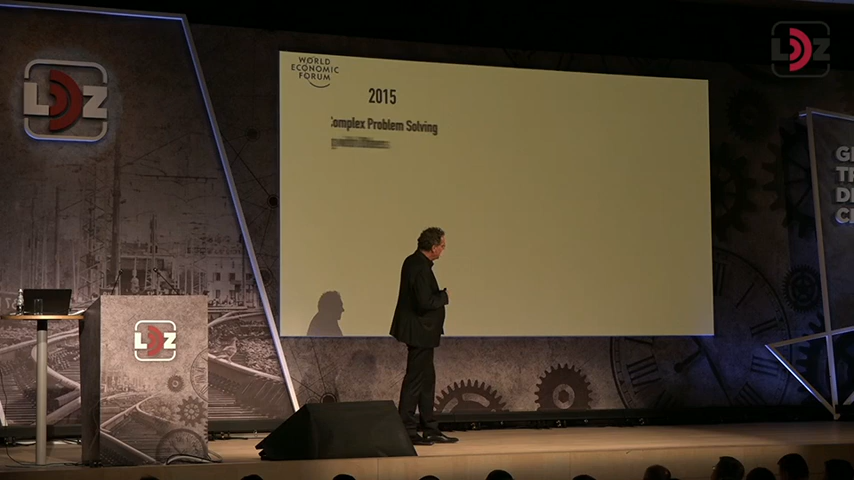 LDZ
LDZ
WORLD
ECONOMIC
FORUM
2015
Complex Problem Solving
LDZ